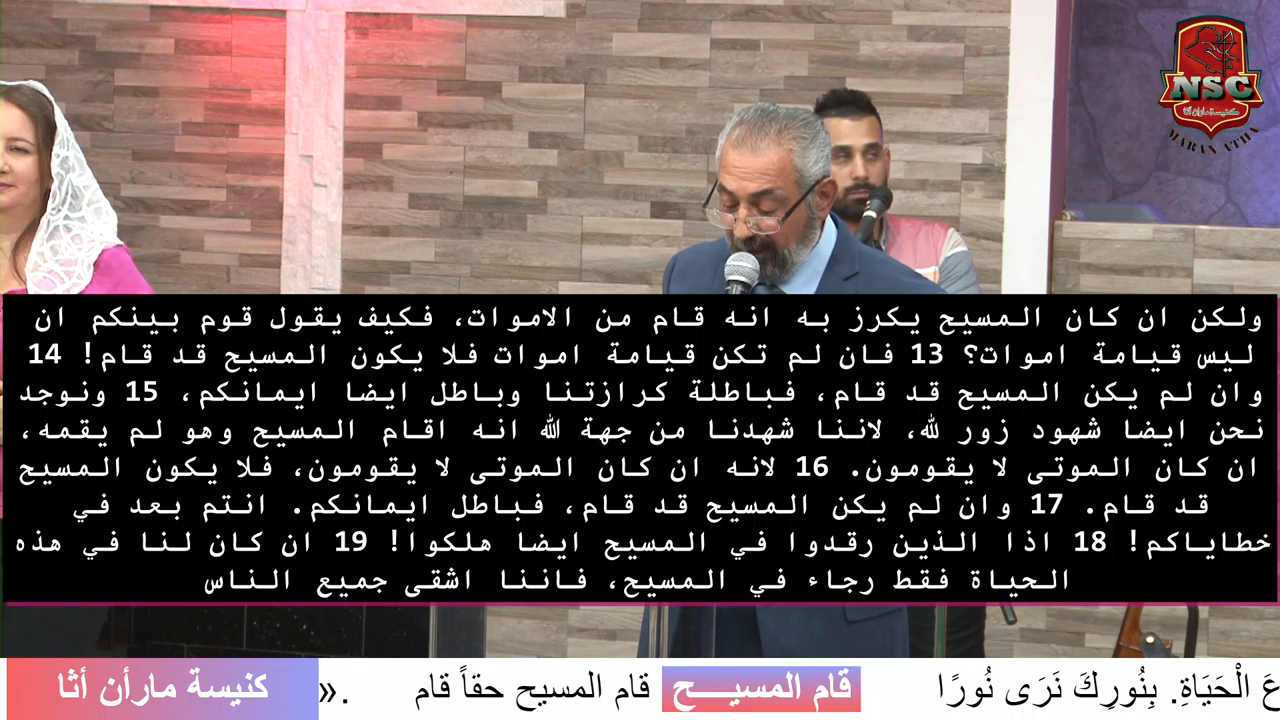 NSC
كنيسة ماران أثا
MARAN ATHA
ولكن ان كان المسيح يكرز به انه قام من الاموات، فكيف يقول قوم بينكم ان
ليس قيامة اموات؟ 13 فان لم تكن قيامة اموات فلا يكون المسيح قد قام! 14
وان لم يكن المسيح قد قام، فباطلة كرازتنا وباطل ايضا ايمانكم، 15 ونوجد
نحن ايضا شهود زور لله، لاننا شهدنا من جهة الله انه اقام المسيح وهو لم يقمه،
ان كان الموتى لا يقومون. 16 لانه ان كان الموتى لا يقومون، فلا يكون المسيح
قد قام. 17 وان لم يكن المسيح قد قام، فباطل ايمانكم. انتم بعد في
خطاياكم! 18 اذا الذين رقدوا في المسيح ايضا هلكوا! 19 ان كان لنا في هذه
الحياة فقط رجاء في المسيح، فاننا اشقى جميع الناس
عَ الْحَيَاةِ. بِنُورِكَ نَرَى نُورًا قام المسيـــح قام المسيح حقاً قام .» كنيسة مارأن أثا